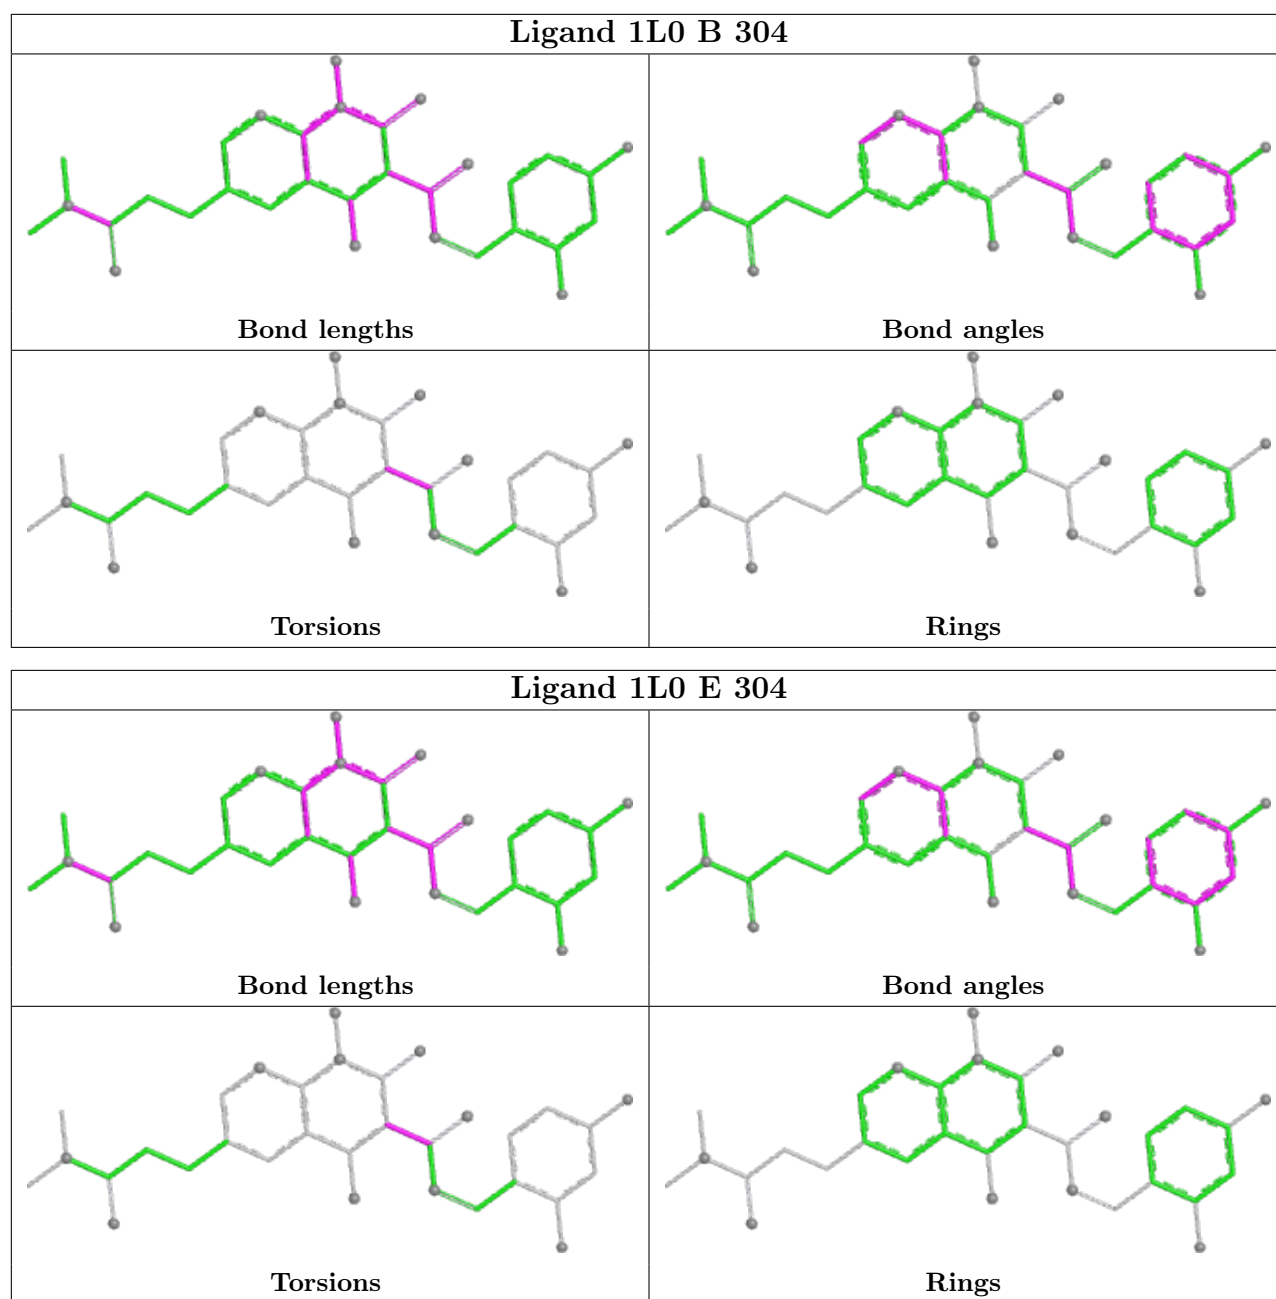 Ligand 1L0 B 304
Bond lengths
Bond angles
Torsions
Rings
Ligand 1L0 E 304
Bond lengths
Bond angles
Torsions
Rings